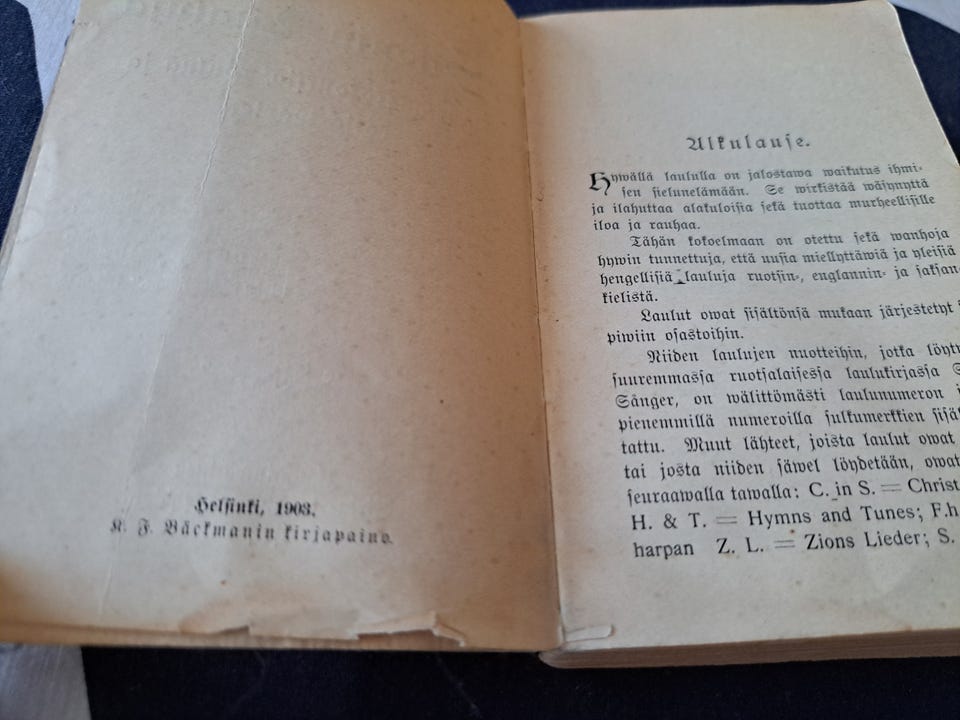 Helsinki, 1903.
K. F. Bäckmanin kirjapaino.
Alkulause.
Hywällä laululla on jalostawa waikutus ihmi-
sen sielunelämään. Se wirkistää wäsynyttä
ja ilahuttaa alakuloisia sekä tuottaa murheellisille
iloa ja rauhaa.
Tähän kokoelmaan on otettu sekä wanhoja
hywin tunnettuja, että uusia miellyttäwiä ja yleisiä
hengellisiä lauluja ruotsin-, englannin- ja saksan-
kielistä.
Laulut owat sisältönsä mukaan järjestetyt
piwiin osastoihin.
Niiden laulujen nuotteihin, jotka löyty
suuremmassa ruotsalaisessa laulukirjassa S
Sånger, on wälittömästi laulunumeron
pienemmillä numeroilla sulkumerkkien sisä
tattu. Muut lähteet, joista laulut owat
tai josta niiden säwel löydetään, owat
seuraawalla tawalla: C. in S. = Christ
H. & T. = Hymns and Tunes; F.h
harpan Z. L. = Zions Lieder; S.